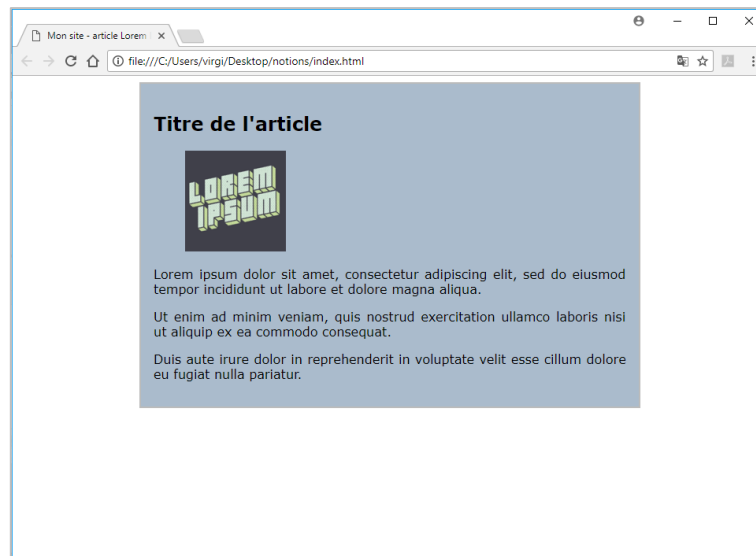 Mon site - article Lorem
file:///C:/Users/virgi/Desktop/notions/index.html
Titre de l'article
LOREM
IPSUM
Lorem ipsum dolor sit amet, consectetur adipiscing elit, sed do eiusmod
tempor incididunt ut labore et dolore magna aliqua.
Ut enim ad minim veniam, quis nostrud exercitation ullamco laboris nisi
ut aliquip ex ea commodo consequat.
Duis aute irure dolor in reprehenderit in voluptate velit esse cillum dolore
eu fugiat nulla pariatur.